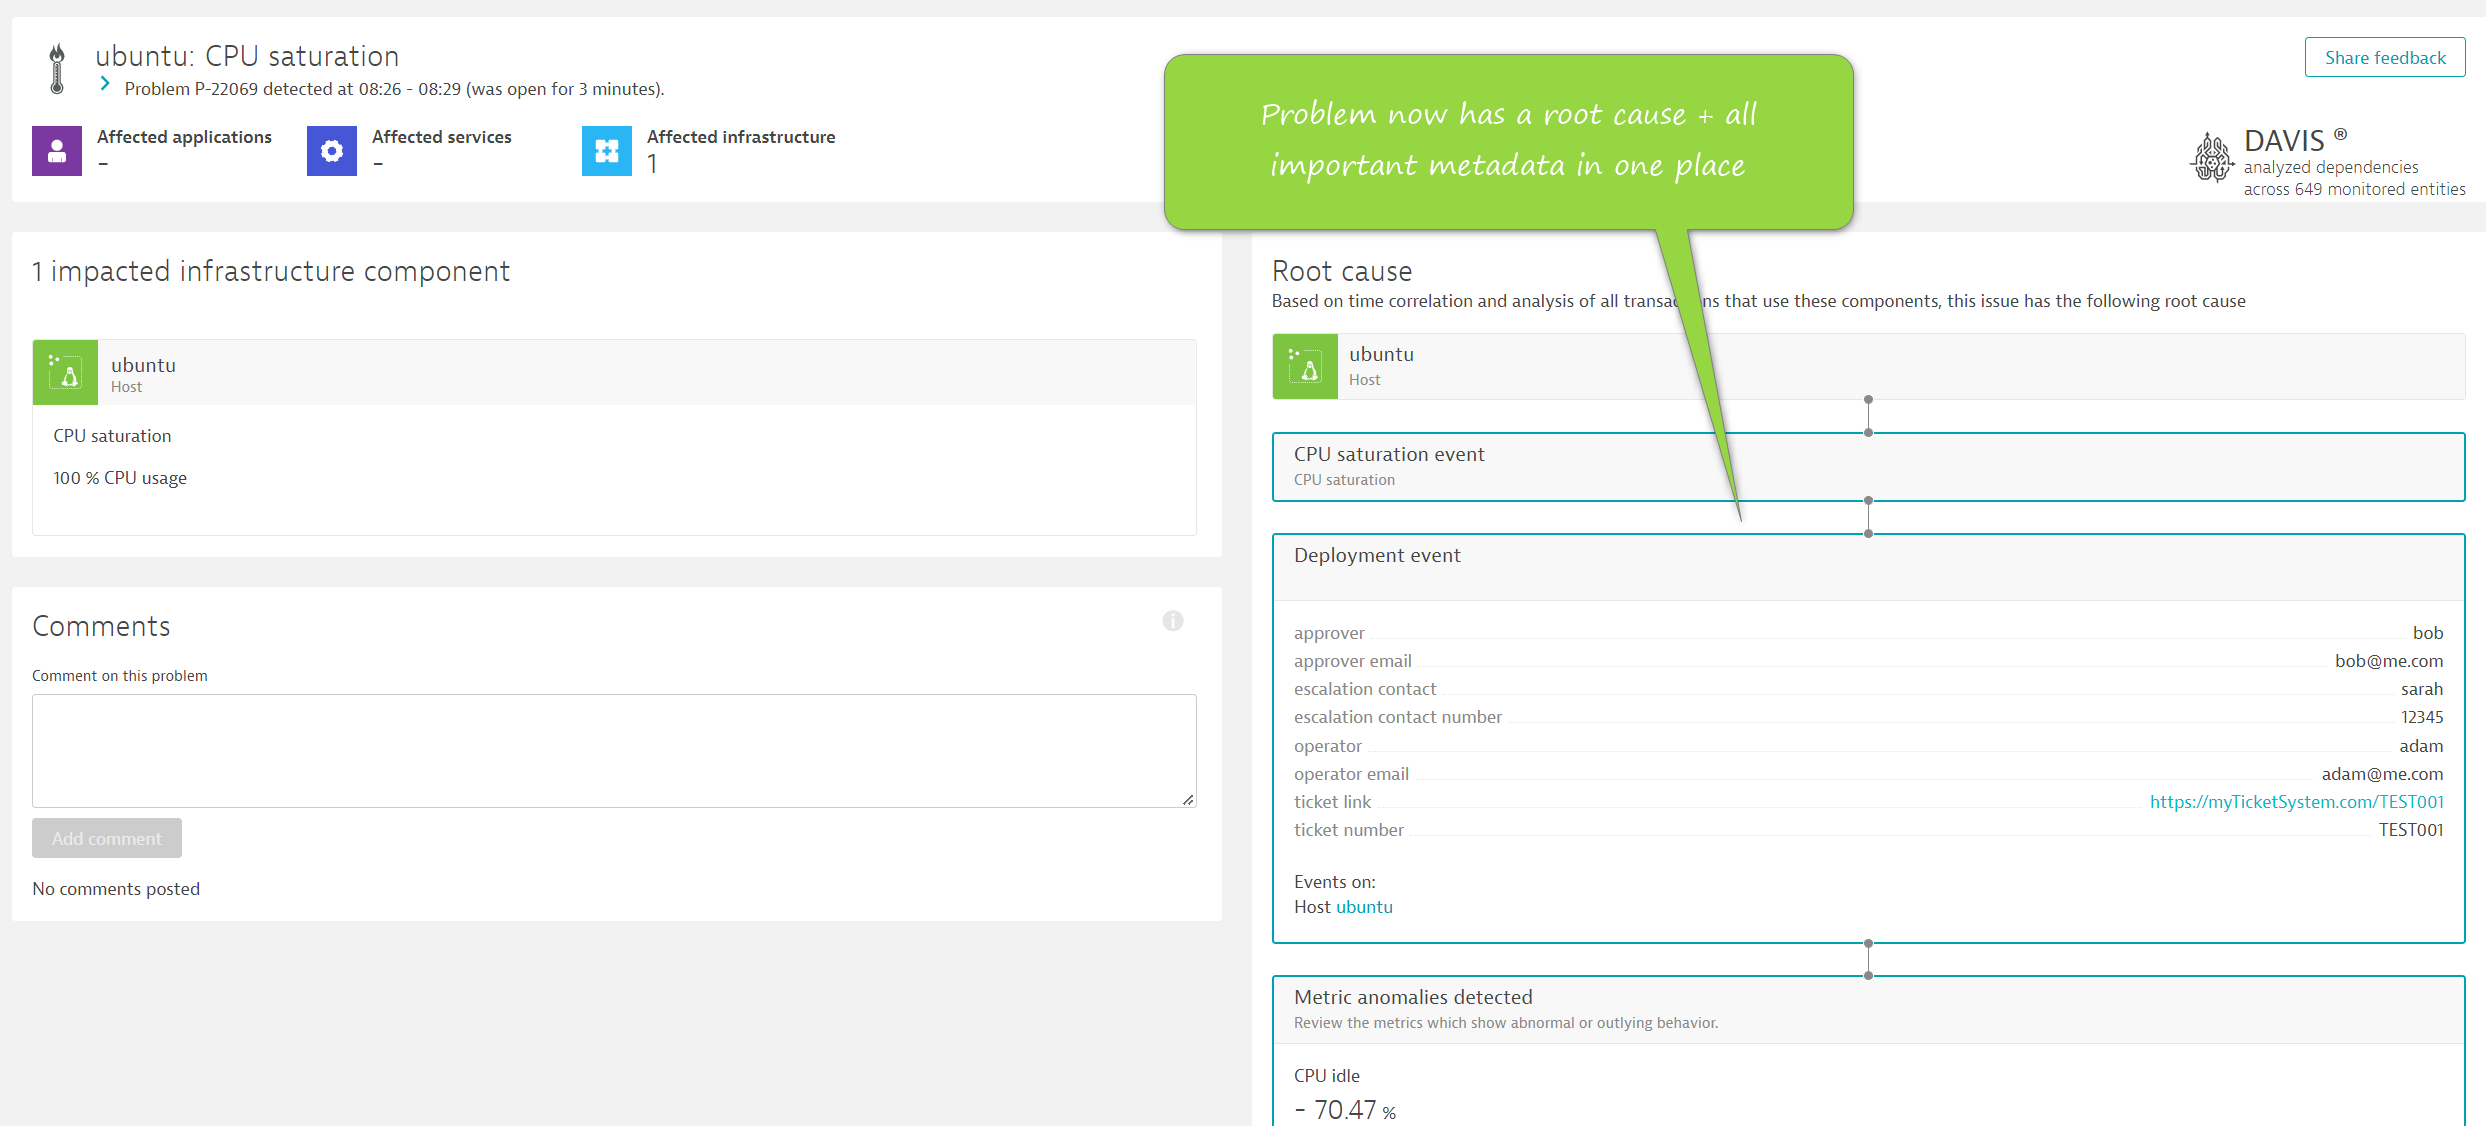 ubuntu: CPU saturation
Problem P-22069 detected at 08:26 - 08:29 (was open for 3 minutes).
Affected applications
-
Affected services
-
Affected infrastructure
1
Problem now has a root cause + all
important metadata in one place
Share feedback
DAVIS ®
analyzed dependencies
across 649 monitored entities
1 impacted infrastructure component
ubuntu
Host
CPU saturation
100 % CPU usage
Comments
Comment on this problem
Add comment
No comments posted
Root cause
Based on time correlation and analysis of all transactions that use these components, this issue has the following root cause
ubuntu
Host
CPU saturation event
CPU saturation
Deployment event
approver bob
approver email bob@me.com
escalation contact sarah
escalation contact number 12345
operator adam
operator email adam@me.com
ticket link https://myTicketSystem.com/TEST001
ticket number TEST001
Events on:
Host ubuntu
Metric anomalies detected
Review the metrics which show abnormal or outlying behavior.
CPU idle
- 70.47 %